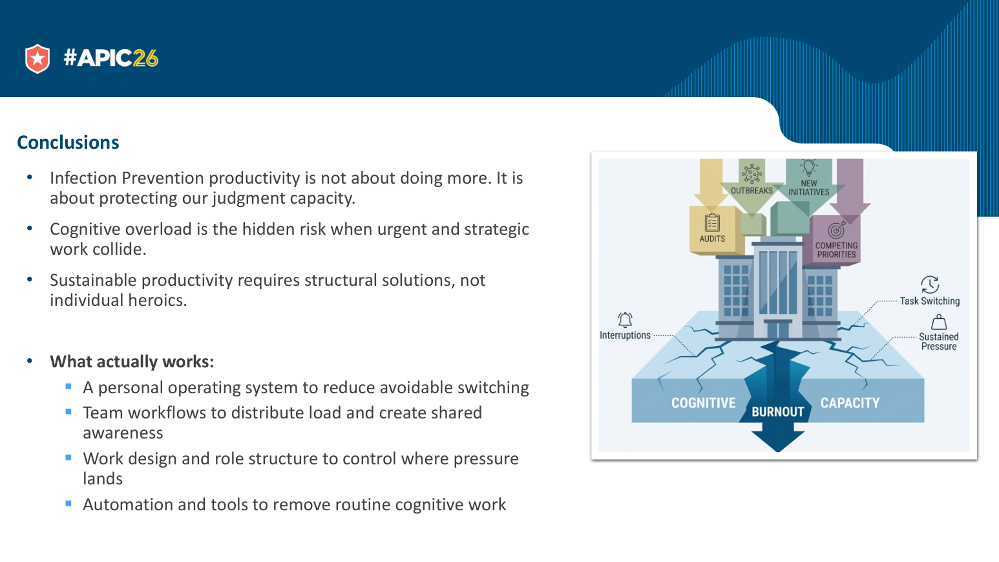 #APIC26
Conclusions
• Infection Prevention productivity is not about doing more. It is
about protecting our judgment capacity.
• Cognitive overload is the hidden risk when urgent and strategic
work collide.
• Sustainable productivity requires structural solutions, not
individual heroics.
• What actually works:
▪ A personal operating system to reduce avoidable switching
▪ Team workflows to distribute load and create shared
awareness
▪ Work design and role structure to control where pressure
lands
▪ Automation and tools to remove routine cognitive work
OUTBREAKS
NEW
INITIATIVES
AUDITS
COMPETING
PRIORITIES
Task Switching
Interruptions
Sustained
Pressure
COGNITIVE
BURNOUT
CAPACITY